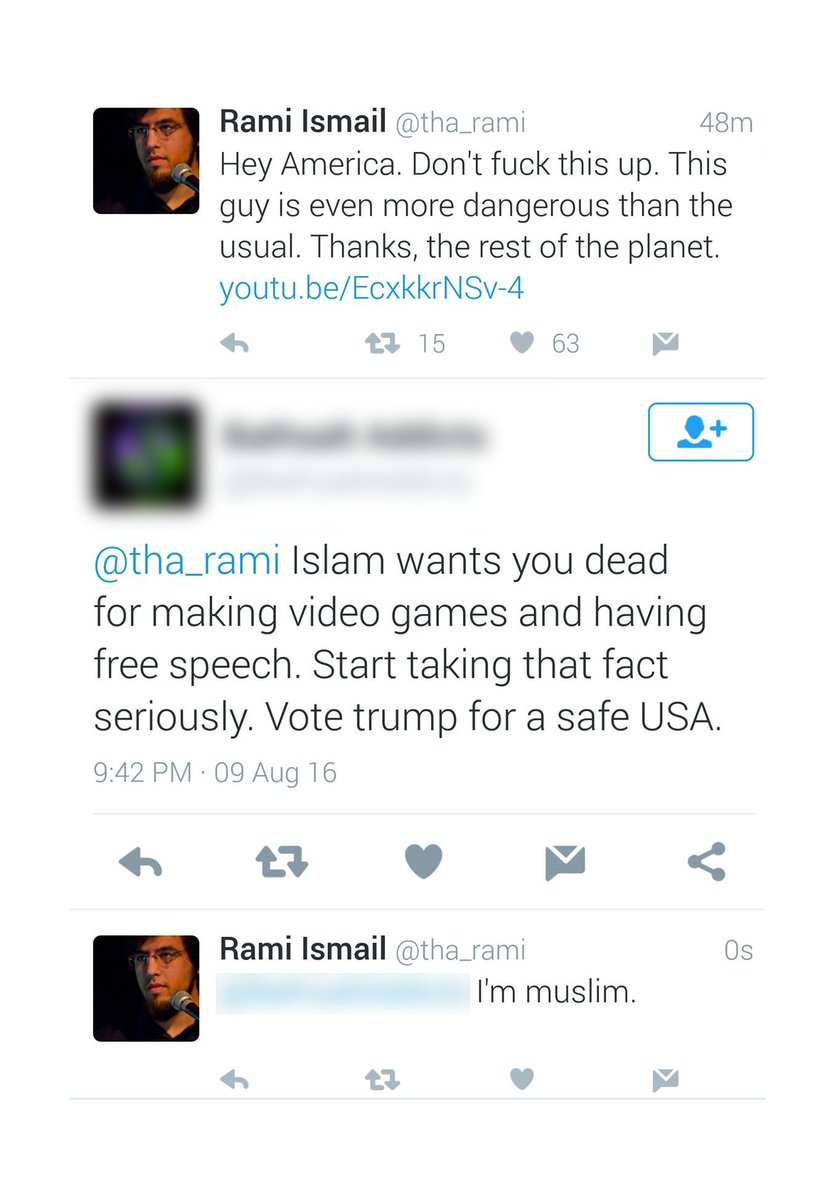 Rami Ismail @tha_rami 48m
Hey America. Don't fuck this up. This
guy is even more dangerous than the
usual. Thanks, the rest of the planet.
youtu.be/EcxkkrNSv-4
15 63
@tha_rami Islam wants you dead
for making video games and having
free speech. Start taking that fact
seriously. Vote trump for a safe USA.
9:42 PM · 09 Aug 16
Rami Ismail @tha_rami 0s
I'm muslim.